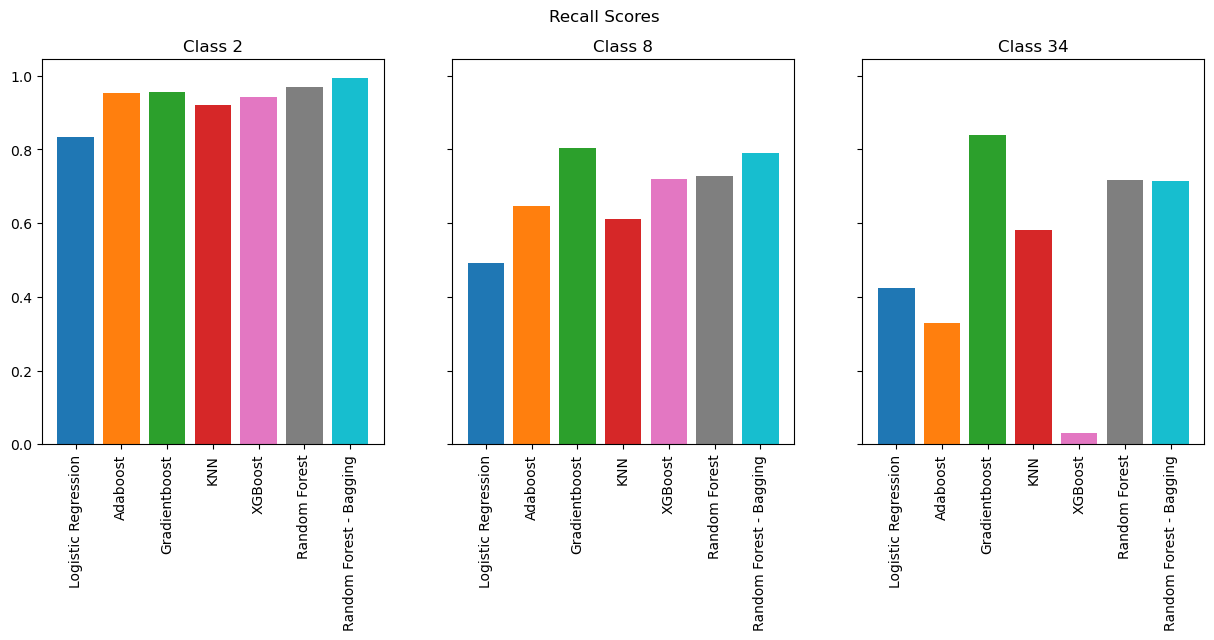 Recall Scores
Class 2
Class 8
Class 34
1.0
0.8
0.6
0.4
0.2
0.0
Logistic Regression
Adaboost
Gradientboost
KNN
XGBoost
Random Forest
Random Forest - Bagging
Logistic Regression
Adaboost
Gradientboost
KNN
XGBoost
Random Forest
Random Forest - Bagging
Logistic Regression
Adaboost
Gradientboost
KNN
XGBoost
Random Forest
Random Forest - Bagging